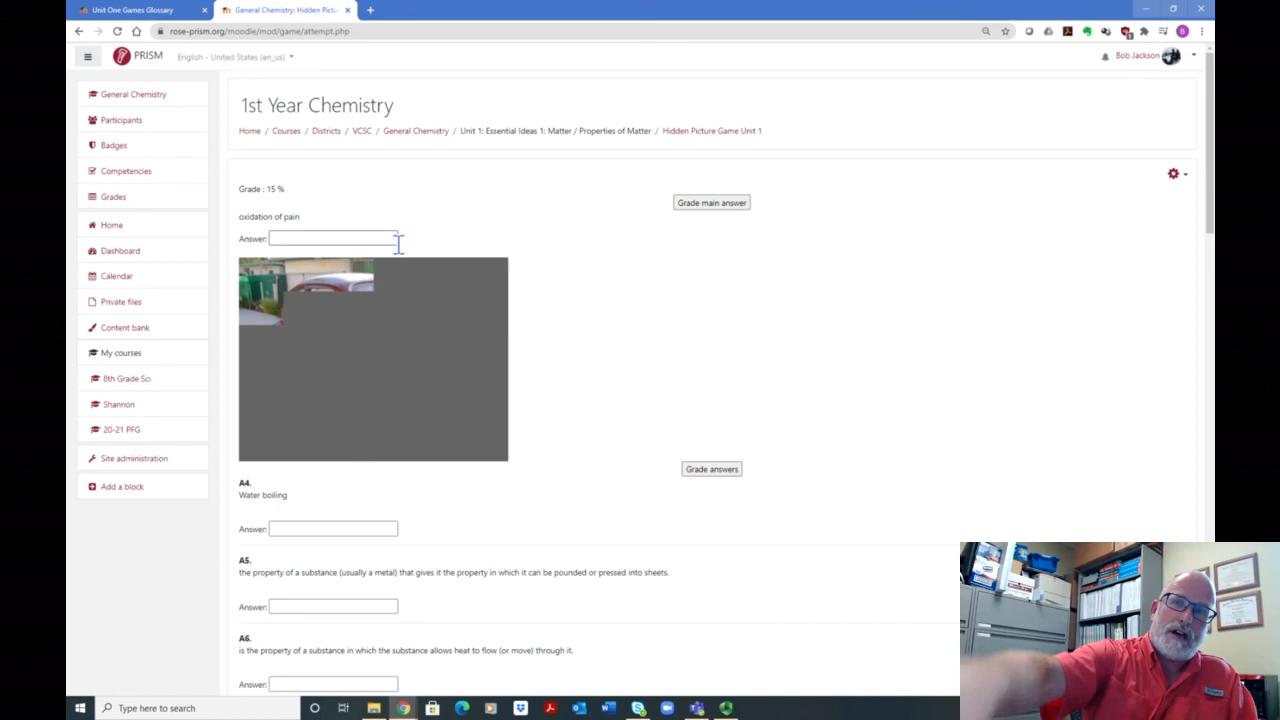 Unit One Games Glossary
General Chemistry: Hidden Pictu
rose-prism.org/moodle/mod/game/attempt.php
B
PRISM
English - United States (en_us)
Bob Jackson
General Chemistry
Participants
Badges
Competencies
Grades
Home
Dashboard
Calendar
Private files
Content bank
My courses
8th Grade Sci
Shannon
20-21 PFG
Site administration
Add a block
1st Year Chemistry
Home / Courses / Districts / VCSC / General Chemistry / Unit 1: Essential Ideas 1: Matter / Properties of Matter / Hidden Picture Game Unit 1
Grade : 15 %
Grade main answer
oxidation of pain
Answer:
Grade answers
A4.
Water boiling
Answer:
A5.
the property of a substance (usually a metal) that gives it the property in which it can be pounded or pressed into sheets.
Answer:
A6.
is the property of a substance in which the substance allows heat to flow (or move) through it.
Answer:
Type here to search